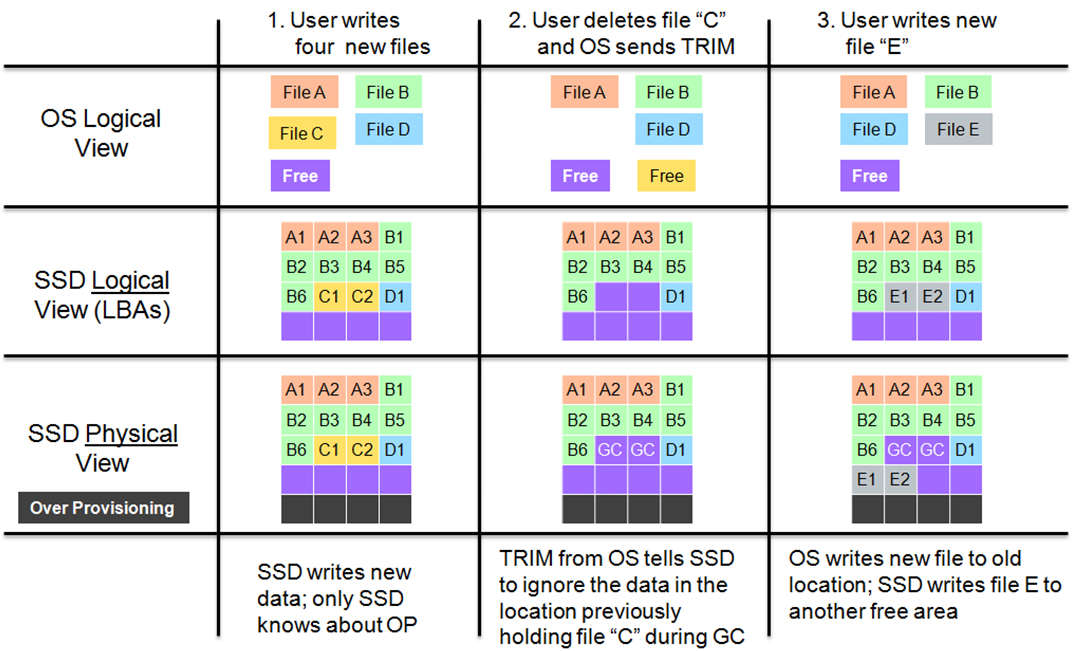 1. User writes
four new files
2. User deletes file “C”
and OS sends TRIM
3. User writes new
file “E”
OS Logical
View
File A
File B
File C
File D
Free
File A
File B
File D
Free
Free
File A
File B
File D
File E
Free
SSD Logical
View (LBAs)
A1 A2 A3 B1
B2 B3 B4 B5
B6 C1 C2 D1
A1 A2 A3 B1
B2 B3 B4 B5
B6 D1
A1 A2 A3 B1
B2 B3 B4 B5
B6 E1 E2 D1
SSD Physical
View
Over Provisioning
A1 A2 A3 B1
B2 B3 B4 B5
B6 C1 C2 D1
A1 A2 A3 B1
B2 B3 B4 B5
B6 GC GC D1
A1 A2 A3 B1
B2 B3 B4 B5
B6 GC GC D1
E1 E2
SSD writes new
data; only SSD
knows about OP
TRIM from OS tells SSD
to ignore the data in the
location previously
holding file “C” during GC
OS writes new file to old
location; SSD writes file E to
another free area